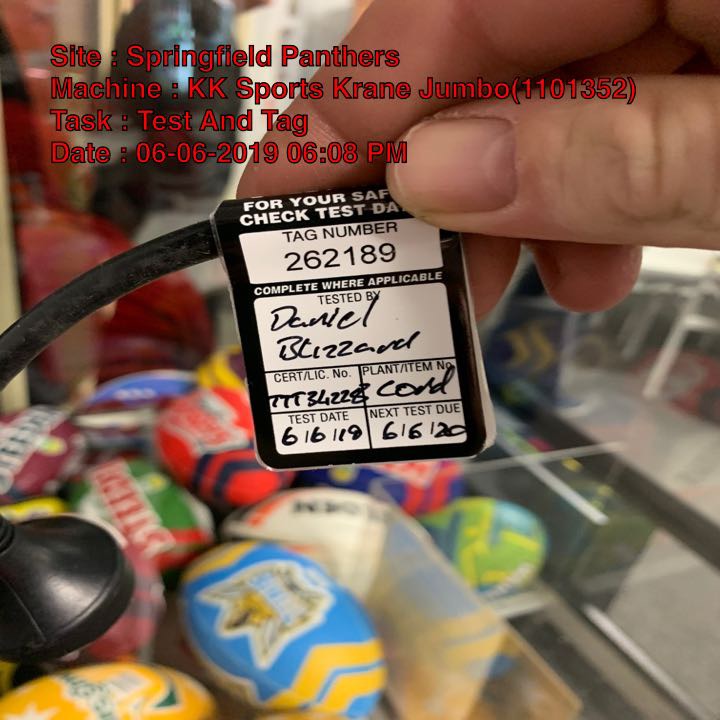 Site : Springfield Panthers
Machine : KK Sports Krane Jumbo(1101352)
Task : Test And Tag
Date : 06-06-2019 06:08 PM
FOR YOUR SAF
CHECK TEST DA
TAG NUMBER
262189
COMPLETE WHERE APPLICABLE
TESTED BY
Daniel
Blizzard
CERT/LIC. No. PLANT/ITEM No
Cord
TEST DATE NEXT TEST DUE
6/6/19 6/6/20
STEEDEN